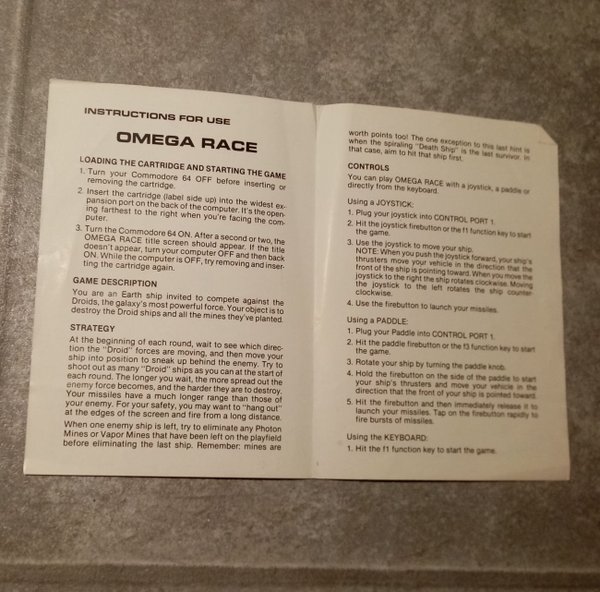 INSTRUCTIONS FOR USE
OMEGA RACE
LOADING THE CARTRIDGE AND STARTING THE GAME
1. Turn your Commodore 64 OFF before inserting or
removing the cartridge.
2. Insert the cartridge (label side up) into the widest ex-
pansion port on the back of the computer. It's the open-
ing farthest to the right when you're facing the com-
puter.
3. Turn the Commodore 64 ON. After a second or two, the
OMEGA RACE title screen should appear. If the title
doesn't appear, turn your computer OFF and then back
ON. While the computer is OFF, try removing and inser-
ting the cartridge again.
GAME DESCRIPTION
You are an Earth ship invited to compete against the
Droids, the galaxy's most powerful force. Your object is to
destroy the Droid ships and all the mines they've planted.
STRATEGY
At the beginning of each round, wait to see which direc-
tion the "Droid" forces are moving, and then move your
ship into position to sneak up behind the enemy. Try to
shoot out as many "Droid" ships as you can at the start of
each round. The longer you wait, the more spread out the
enemy force becomes, and the harder they are to destroy.
Your missiles have a much longer range than those of
your enemy. For your safety, you may want to "hang out"
at the edges of the screen and fire from a long distance.
When one enemy ship is left, try to eliminate any Photon
Mines or Vapor Mines that have been left on the playfield
before eliminating the last ship. Remember: mines are
worth points too! The one exception to this last hint is
when the spiraling "Death Ship" is the last survivor. In
that case, aim to hit that ship first.
CONTROLS
You can play OMEGA RACE with a joystick, a paddle or
directly from the keyboard.
Using a JOYSTICK:
1. Plug your joystick into CONTROL PORT 1.
2. Hit the joystick firebutton or the f1 function key to start
the game.
3. Use the joystick to move your ship.
NOTE: When you push the joystick forward, your ship's
thrusters move your vehicle in the direction that the
front of the ship is pointing toward. When you move the
joystick to the right the ship rotates clockwise. Moving
the joystick to the left rotates the ship counter
clockwise.
4. Use the firebutton to launch your missiles.
Using a PADDLE:
1. Plug your Paddle into CONTROL PORT 1.
2. Hit the paddle firebutton or the f3 function key to start
the game.
3. Rotate your ship by turning the paddle knob.
4. Hold the firebutton on the side of the paddle to start
your ship's thrusters and move your vehicle in the
direction that the front of your ship is pointed toward.
5. Hit the firebutton and then immediately release it to
launch your missiles. Tap on the firebutton rapidly to
fire bursts of missiles.
Using the KEYBOARD:
1. Hit the f1 function key to start the game.